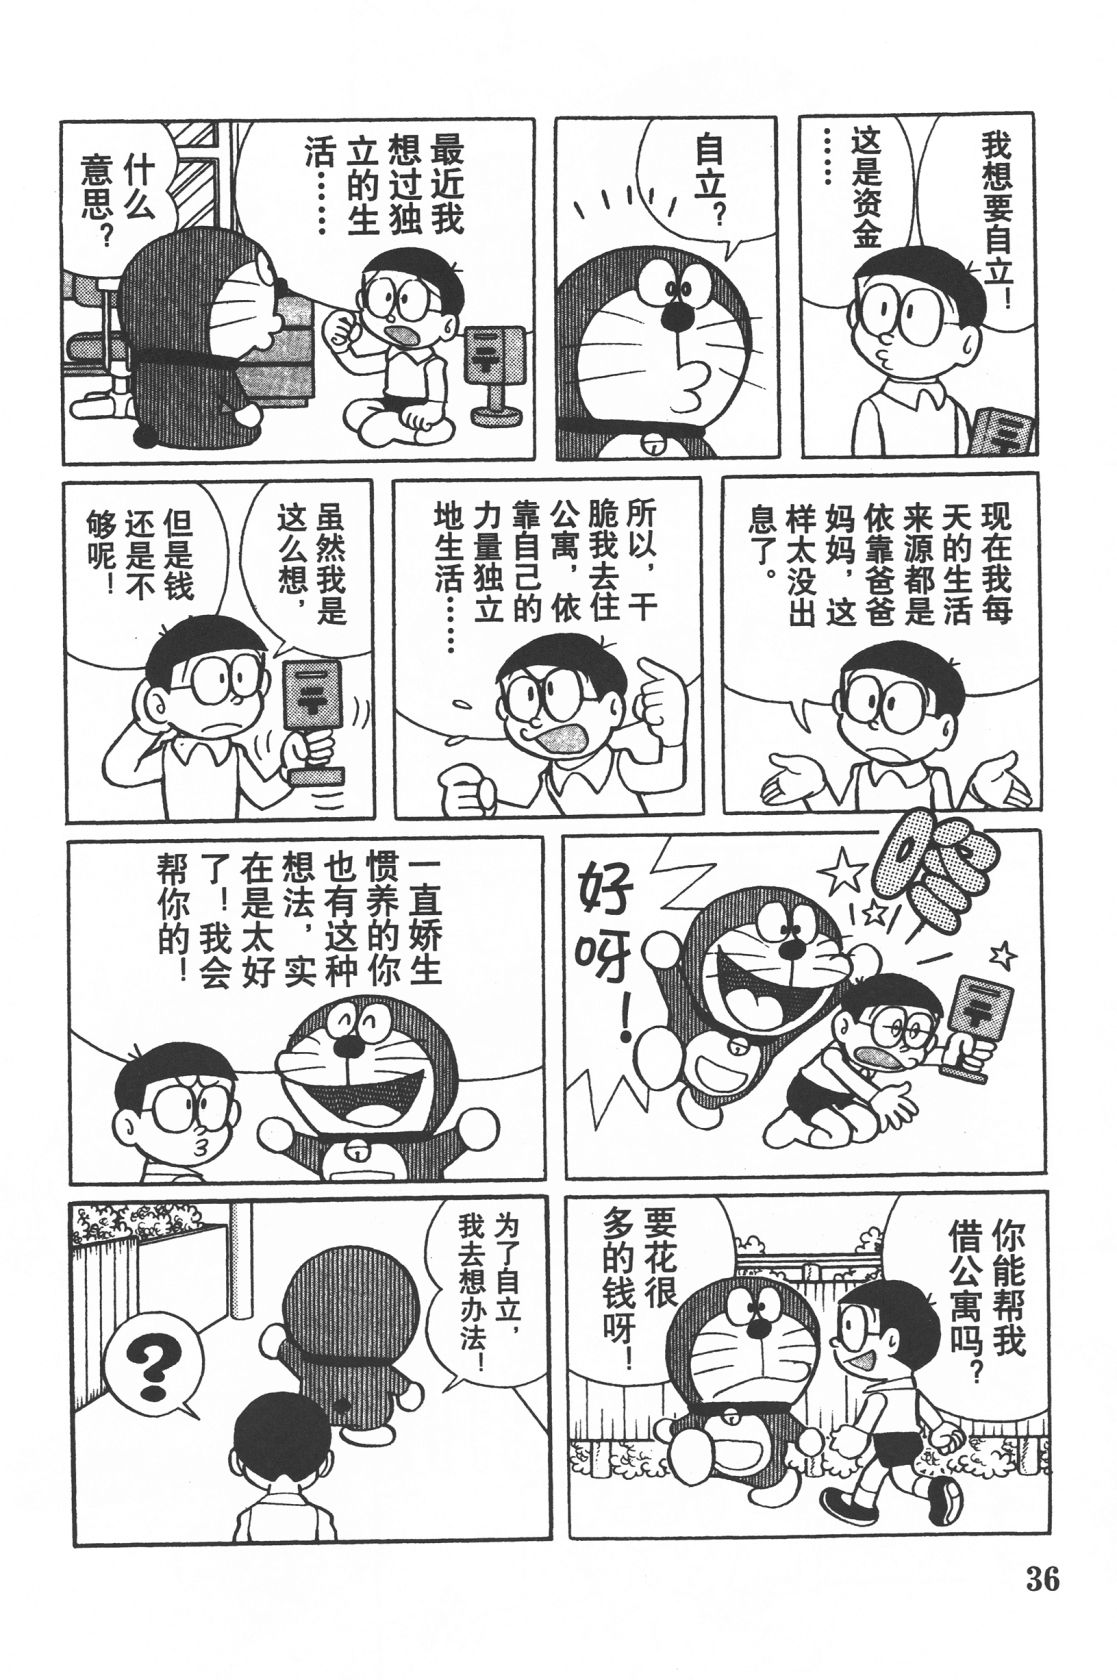 我想要自立！
这是资金
……
自立？
最近我
想过独
立的生
活……
什么
意思？
现在我每
天的生活
来源都是
依靠爸爸
妈妈，这
样太没出
息了。
所以，干
脆我去住
公寓，依
靠自己的
力量独立
地生活……
虽然我是
这么想，
但是钱
还是不
够呢！
好呀！
一直娇生
惯养的你
也有这种
想法，实
在是太好
了！我会
帮你的！
你能帮我
借公寓吗？
要花很
多的钱呀！
为了自立，
我去想办法！
？
36